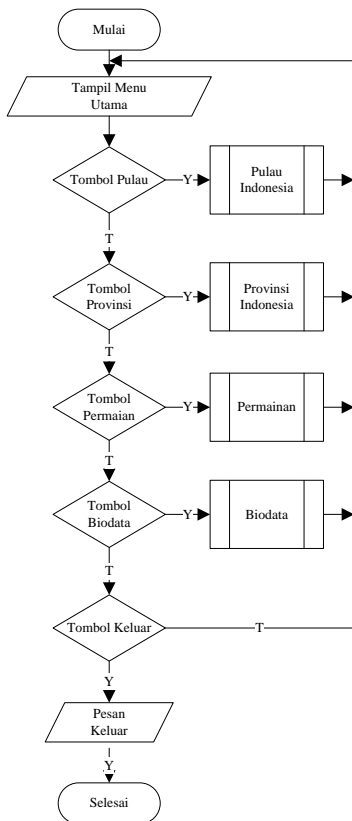 Mulai
Tampil Menu
Utama
Tombol Pulau
Y
Pulau
Indonesia
T
Tombol
Provinsi
Y
Provinsi
Indonesia
T
Tombol
Permaian
Y
Permainan
T
Tombol
Biodata
Y
Biodata
T
Tombol Keluar
T
Y
Pesan
Keluar
Y
Selesai